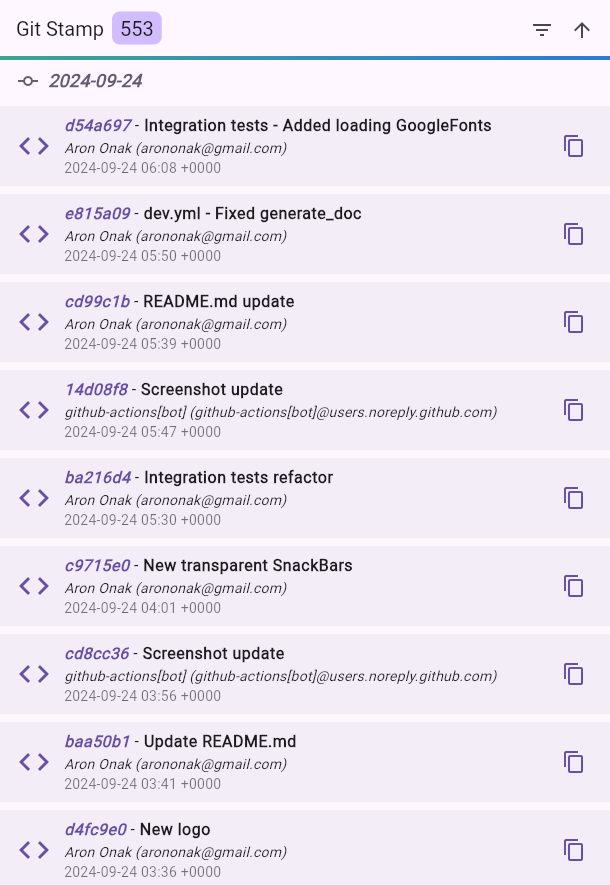 Git Stamp 553
2024-09-24
d54a697 - Integration tests - Added loading GoogleFonts
Aron Onak (arononak@gmail.com)
2024-09-24 06:08 +0000
e815a09 - dev.yml - Fixed generate_doc
Aron Onak (arononak@gmail.com)
2024-09-24 05:50 +0000
cd99c1b - README.md update
Aron Onak (arononak@gmail.com)
2024-09-24 05:39 +0000
14d08f8 - Screenshot update
github-actions[bot] (github-actions[bot]@users.noreply.github.com)
2024-09-24 05:47 +0000
ba216d4 - Integration tests refactor
Aron Onak (arononak@gmail.com)
2024-09-24 05:30 +0000
c9715e0 - New transparent SnackBars
Aron Onak (arononak@gmail.com)
2024-09-24 04:01 +0000
cd8cc36 - Screenshot update
github-actions[bot] (github-actions[bot]@users.noreply.github.com)
2024-09-24 03:56 +0000
baa50b1 - Update README.md
Aron Onak (arononak@gmail.com)
2024-09-24 03:41 +0000
d4fc9e0 - New logo
Aron Onak (arononak@gmail.com)
2024-09-24 03:36 +0000